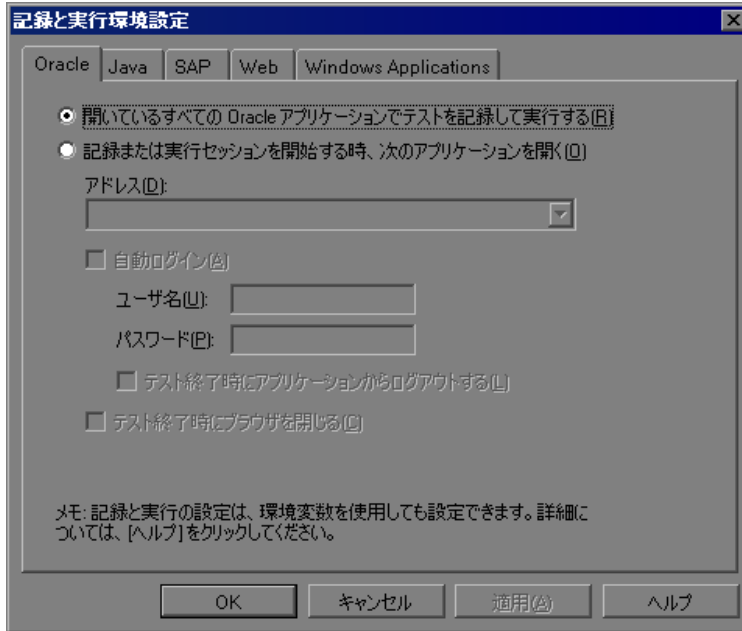 記録と実行環境設定
Oracle Java SAP Web Windows Applications
開いているすべての Oracle アプリケーションでテストを記録して実行する(R)
記録または実行セッションを開始する時、次のアプリケーションを開く(O)
アドレス(D):
自動ログイン(A)
ユーザ名(U):
パスワード(P):
テスト終了時にアプリケーションからログアウトする(L)
テスト終了時にブラウザを閉じる(C)
メモ: 記録と実行の設定は、環境変数を使用しても設定できます。詳細に
ついては、[ヘルプ]をクリックしてください。
OK キャンセル 適用(A) ヘルプ